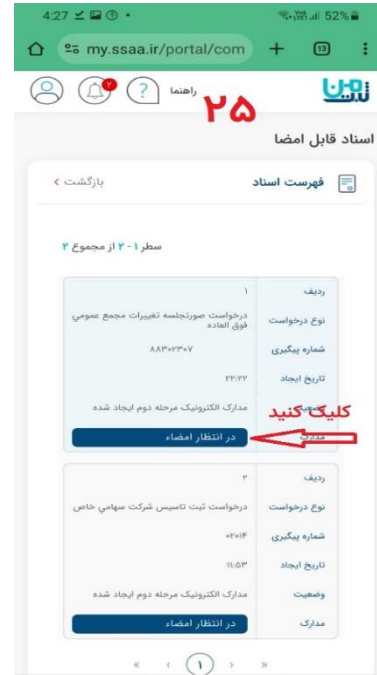 4:27
52%
my.ssaa.ir/portal/com
13
راهنما
۲
۲۵
اسناد قابل امضا
فهرست اسناد
بازگشت
سطر ۱ - ۲ از مجموع ۲
ردیف ۱
نوع درخواست درخواست صورتجلسه تغییرات مجمع عمومي فوق العاده
شماره پیگیری ۸۸۳۰۲۳۰۷
تاریخ ایجاد ۲۲:۲۲
مدارک الکترونیک مرحله دوم ایجاد شده
کلیک کنید
مدارک در انتظار امضاء
ردیف ۲
نوع درخواست درخواست ثبت تاسیس شرکت سهامي خاص
شماره پیگیری ۰۲۰۱۴
تاریخ ایجاد ۱۱:۵۳
وضعیت مدارک الکترونیک مرحله دوم ایجاد شده
مدارک در انتظار امضاء
« ‹ ۱ › »